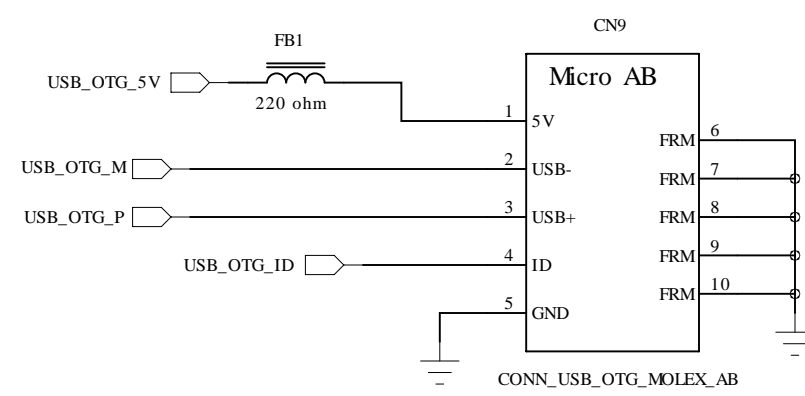 CN9
FB1
Micro AB
USB_OTG_5V
220 ohm
1
5V
6
FRM
USB_OTG_M
2
USB-
7
FRM
USB_OTG_P
3
USB+
8
FRM
USB_OTG_ID
4
ID
9
FRM
10
FRM
5
GND
CONN_USB_OTG_MOLEX_AB